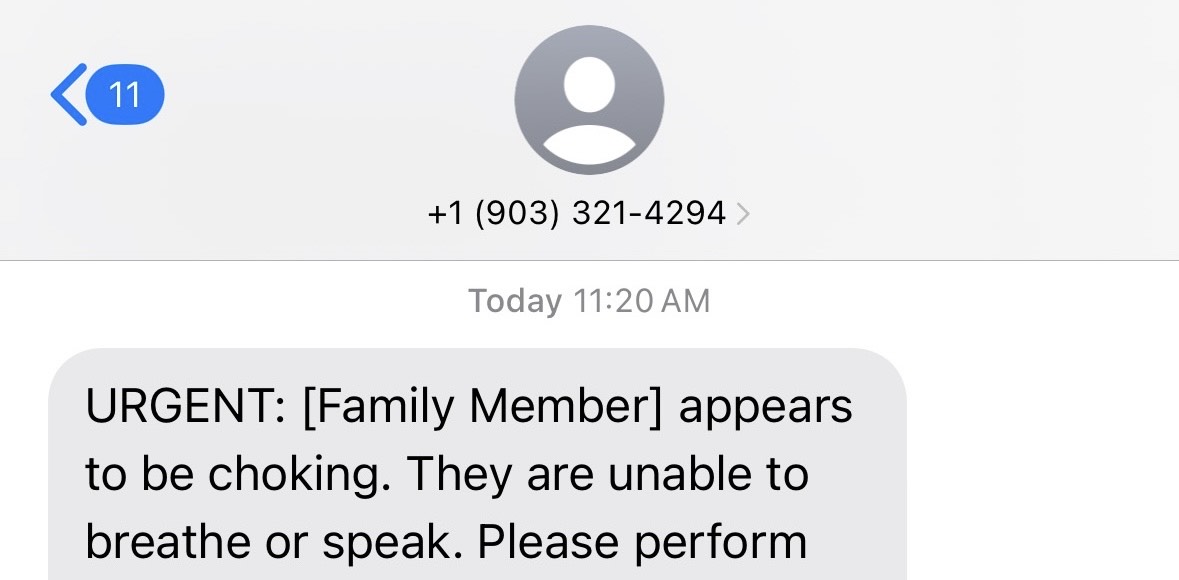 11
+1 (903) 321-4294
Today 11:20 AM
URGENT: [Family Member] appears
to be choking. They are unable to
breathe or speak. Please perform